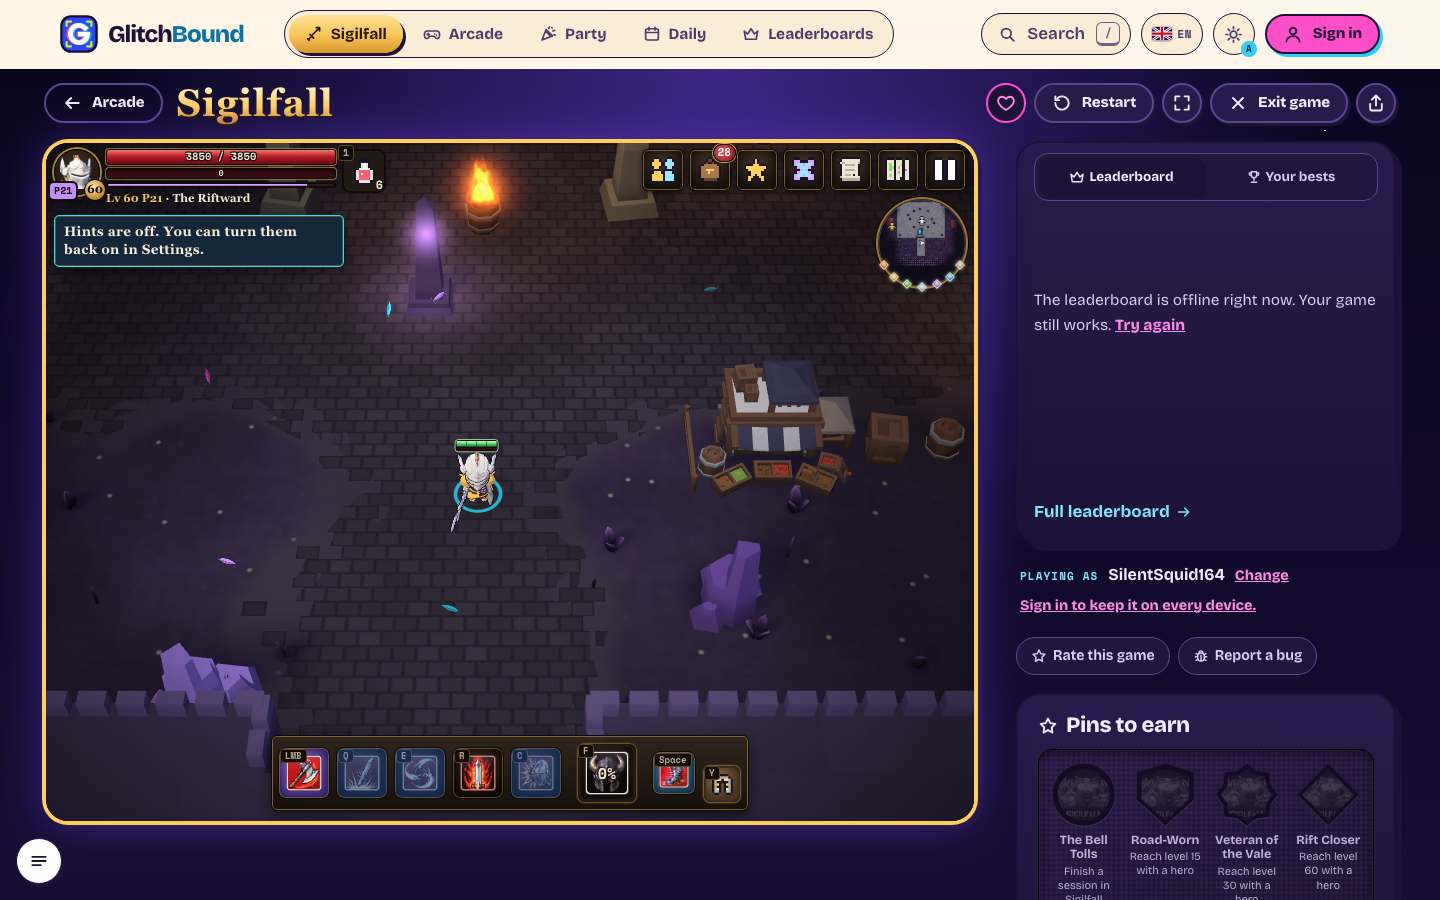 GlitchBound
Sigilfall
Arcade
Party
Daily
Leaderboards
Search /
EN
A
Sign in
Arcade
Sigilfall
Restart
Exit game
3850 / 3850
0
1
6
P21
60
Lv 60 P21 · The Riftward
28
Hints are off. You can turn them
back on in Settings.
LMB
Q
E
R
C
F
0%
Space
Y
Leaderboard
Your bests
The leaderboard is offline right now. Your game
still works. Try again
Full leaderboard →
PLAYING AS SilentSquid164 Change
Sign in to keep it on every device.
Rate this game
Report a bug
Pins to earn
The Bell
Tolls
Finish a
session in
Sigilfall
Road-Worn
Reach level 15
with a hero
Veteran of
the Vale
Reach level
30 with a
hero
Rift Closer
Reach level
60 with a
hero